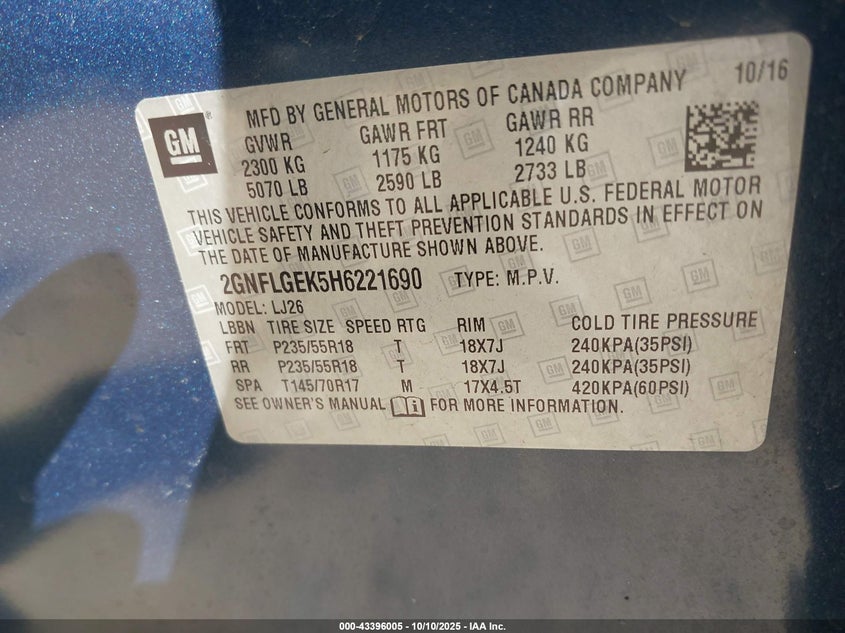 MFD BY GENERAL MOTORS OF CANADA COMPANY 10/16
GM®
GVWR GAWR FRT GAWR RR
2300 KG 1175 KG 1240 KG
5070 LB 2590 LB 2733 LB
THIS VEHICLE CONFORMS TO ALL APPLICABLE U.S. FEDERAL MOTOR
VEHICLE SAFETY AND THEFT PREVENTION STANDARDS IN EFFECT ON
THE DATE OF MANUFACTURE SHOWN ABOVE.
2GNFLGEK5H6221690 TYPE: M.P.V.
MODEL: LJ26
LBBN TIRE SIZE SPEED RTG RIM COLD TIRE PRESSURE
FRT P235/55R18 T 18X7J 240KPA(35PSI)
RR P235/55R18 T 18X7J 240KPA(35PSI)
SPA T145/70R17 M 17X4.5T 420KPA(60PSI)
SEE OWNER'S MANUAL FOR MORE INFORMATION.
000-43396005 - 10/10/2025 - IAA Inc.